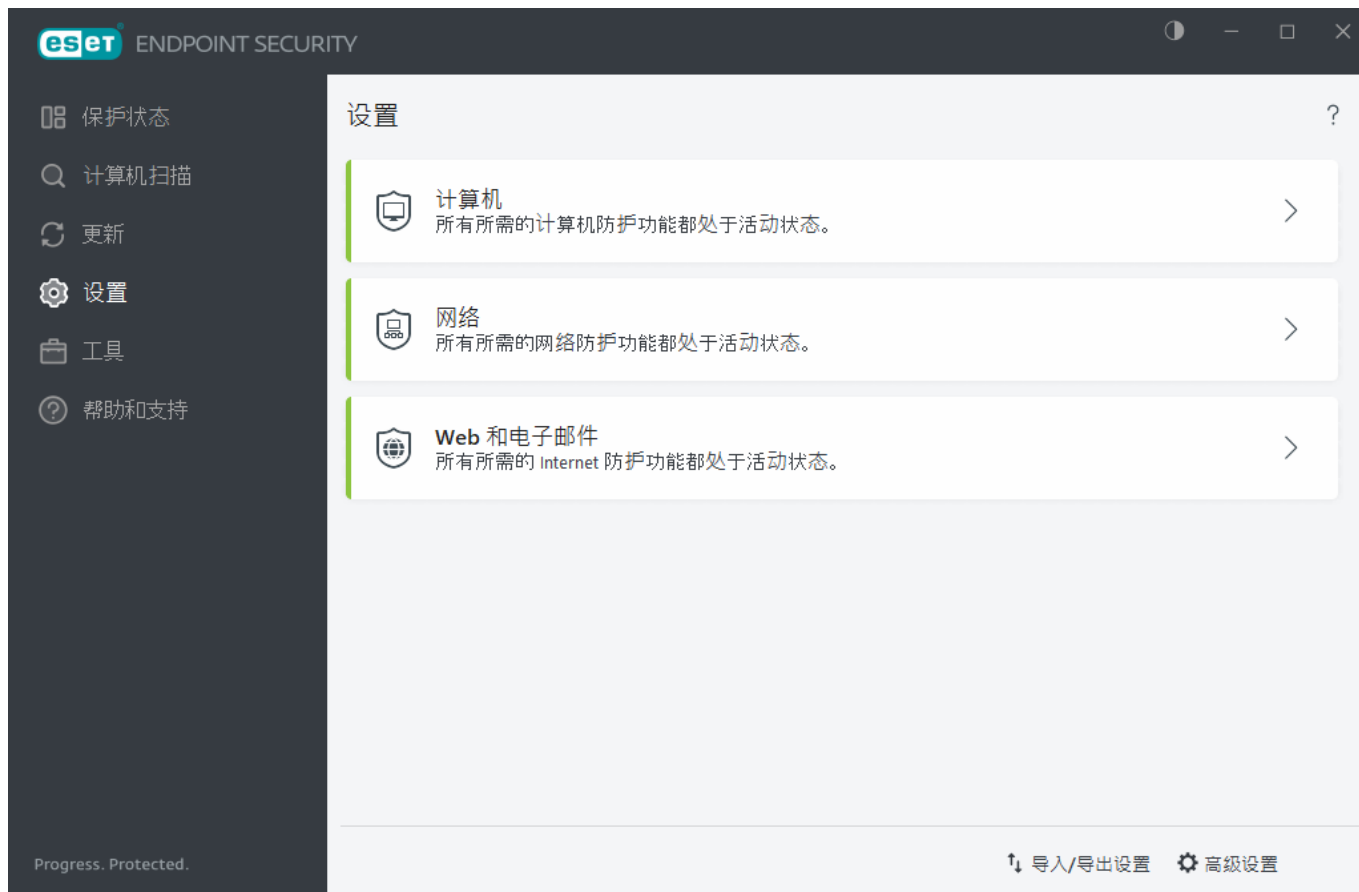 eset ENDPOINT SECURITY
保护状态
计算机扫描
更新
设置
工具
帮助和支持
Progress. Protected.
设置
?
计算机
所有所需的计算机防护功能都处于活动状态。
网络
所有所需的网络防护功能都处于活动状态。
Web 和电子邮件
所有所需的 Internet 防护功能都处于活动状态。
导入/导出设置
高级设置